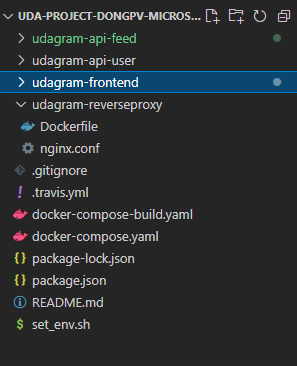 UDA-PROJECT-DONGPV-MICROS...
udagram-api-feed
udagram-api-user
udagram-frontend
udagram-reverseproxy
Dockerfile
nginx.conf
.gitignore
.travis.yml
docker-compose-build.yaml
docker-compose.yaml
package-lock.json
package.json
README.md
set_env.sh